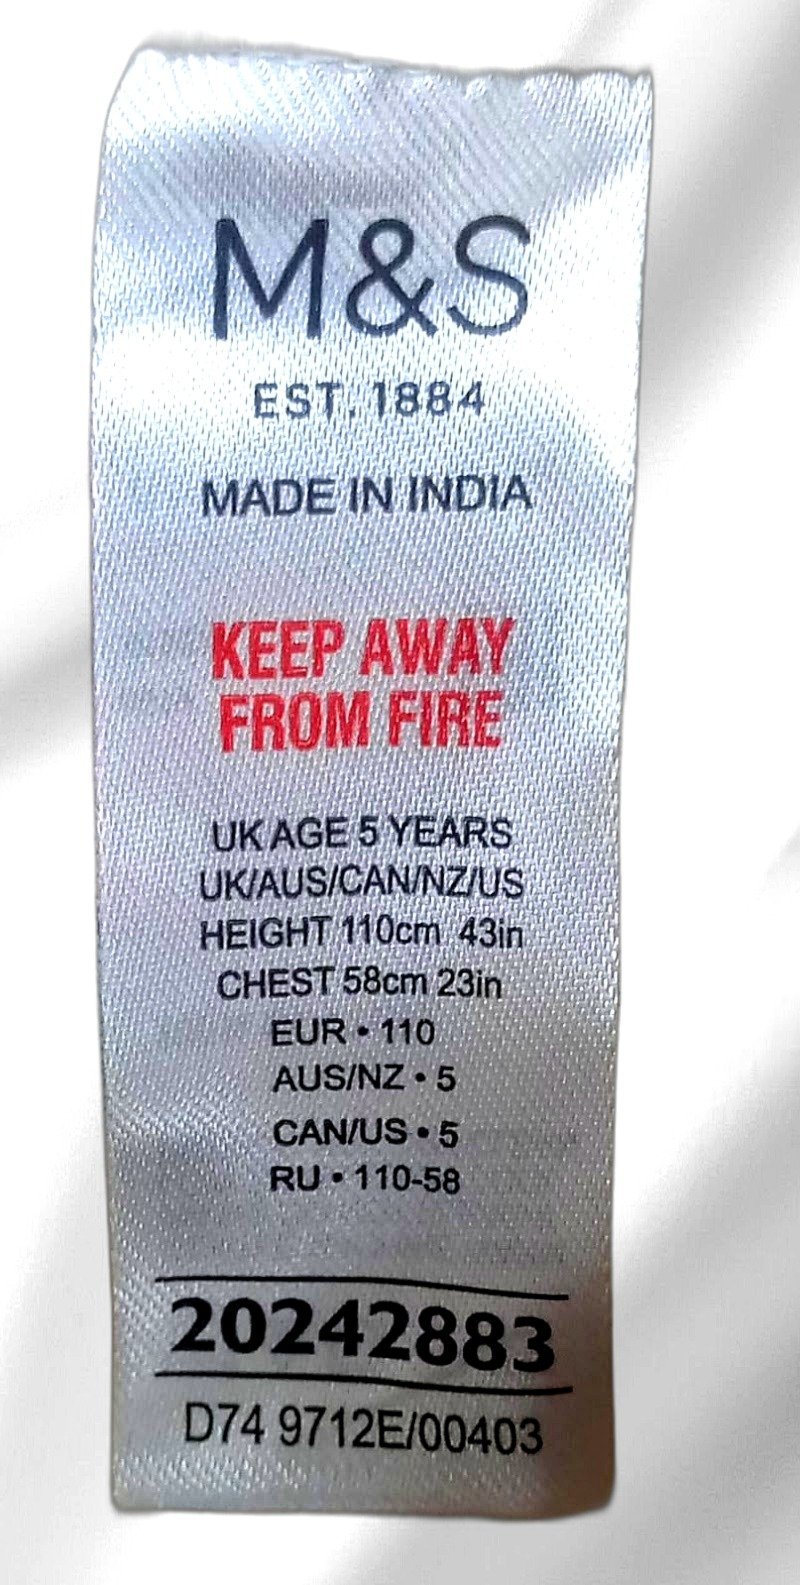 M&S
EST. 1884
MADE IN INDIA
KEEP AWAY
FROM FIRE
UK AGE 5 YEARS
UK/AUS/CAN/NZ/US
HEIGHT 110cm 43in
CHEST 58cm 23in
EUR • 110
AUS/NZ • 5
CAN/US • 5
RU • 110-58
20242883
D74 9712E/00403